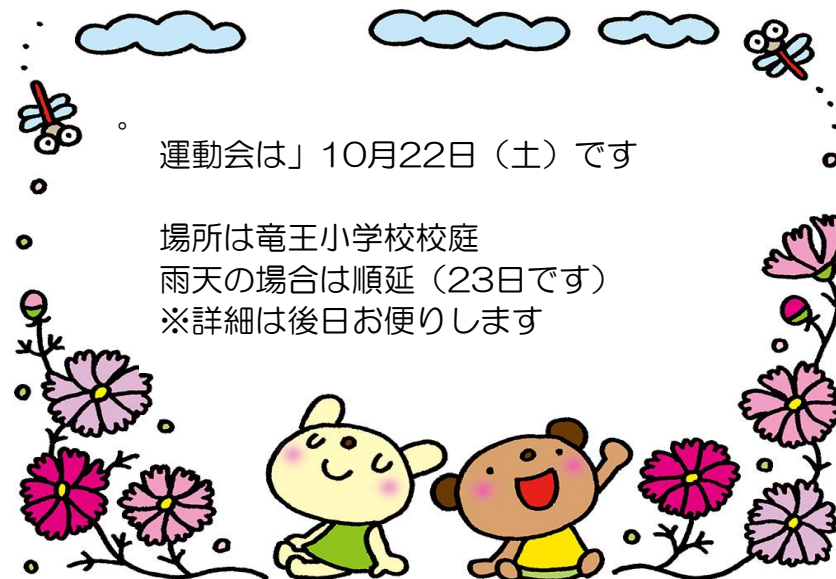 。
運動会は」10月22日（土）です
場所は竜王小学校校庭
雨天の場合は順延（23日です）
※詳細は後日お便りします